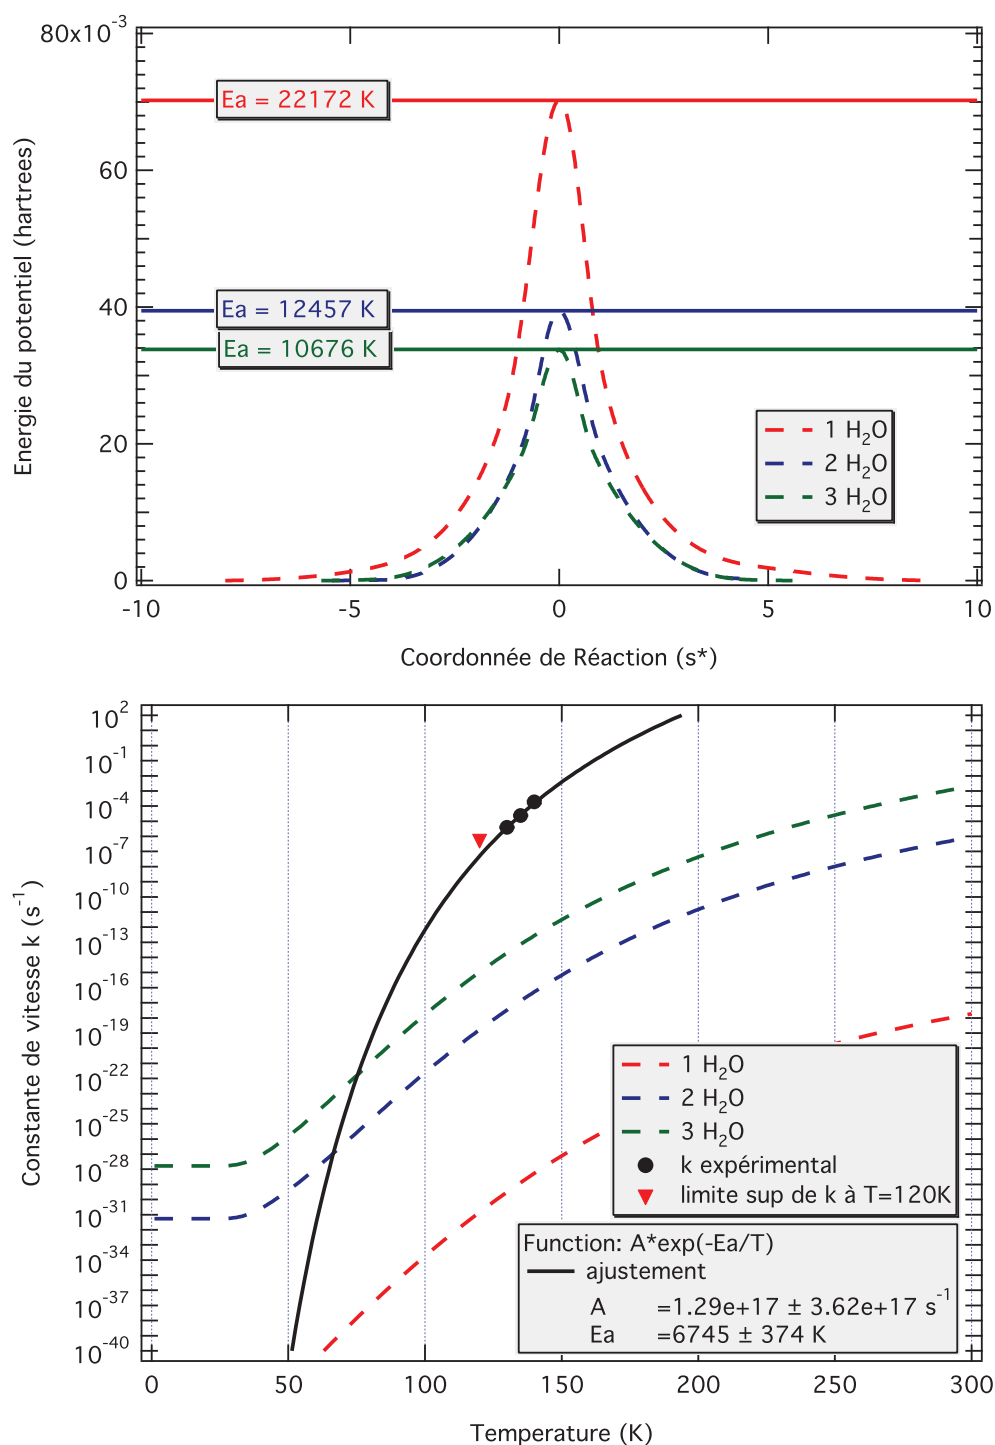 80x10-3
60
40
20
0
Energie du potentiel (hartrees)
Ea = 22172 K
Ea = 12457 K
Ea = 10676 K
1 H2O
2 H2O
3 H2O
-10 -5 0 5 10
Coordonnée de Réaction (s*)
10^2
10^-1
10^-4
10^-7
10^-10
10^-13
10^-16
10^-19
10^-22
10^-25
10^-28
10^-31
10^-34
10^-37
10^-40
Constante de vitesse k (s^-1)
1 H2O
2 H2O
3 H2O
k expérimental
limite sup de k à T=120K
Function: A*exp(-Ea/T)
ajustement
A =1.29e+17 ± 3.62e+17 s^-1
Ea =6745 ± 374 K
0 50 100 150 200 250 300
Temperature (K)